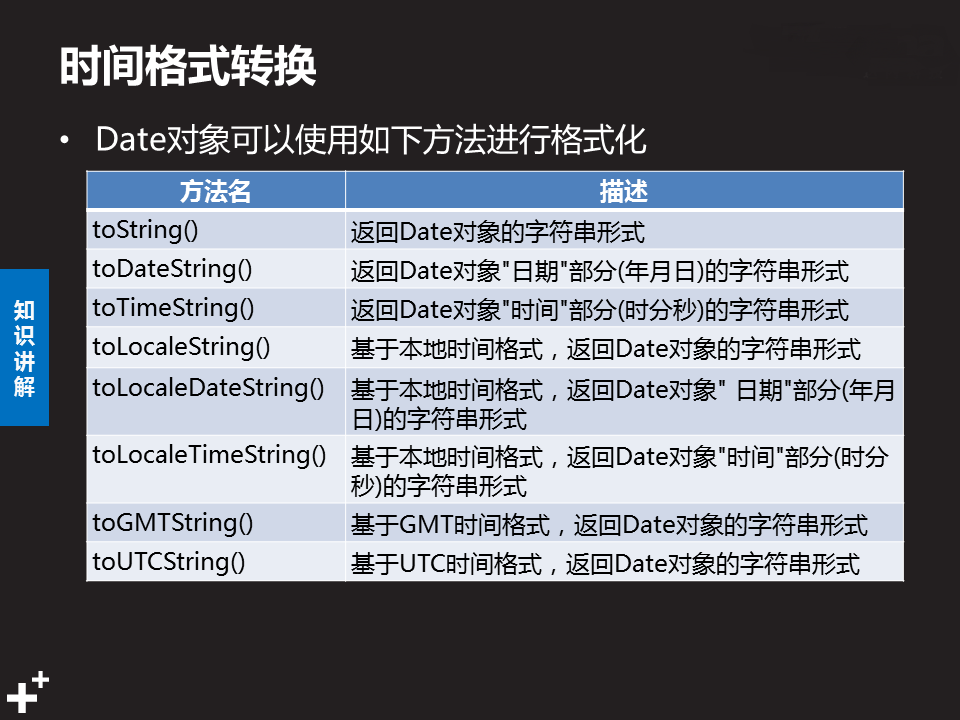 时间格式转换
• Date对象可以使用如下方法进行格式化
方法名 描述
toString() 返回Date对象的字符串形式
toDateString() 返回Date对象"日期"部分(年月日)的字符串形式
toTimeString() 返回Date对象"时间"部分(时分秒)的字符串形式
toLocaleString() 基于本地时间格式，返回Date对象的字符串形式
toLocaleDateString() 基于本地时间格式，返回Date对象" 日期"部分(年月
日)的字符串形式
toLocaleTimeString() 基于本地时间格式，返回Date对象"时间"部分(时分
秒)的字符串形式
toGMTString() 基于GMT时间格式，返回Date对象的字符串形式
toUTCString() 基于UTC时间格式，返回Date对象的字符串形式
知
识
讲
解